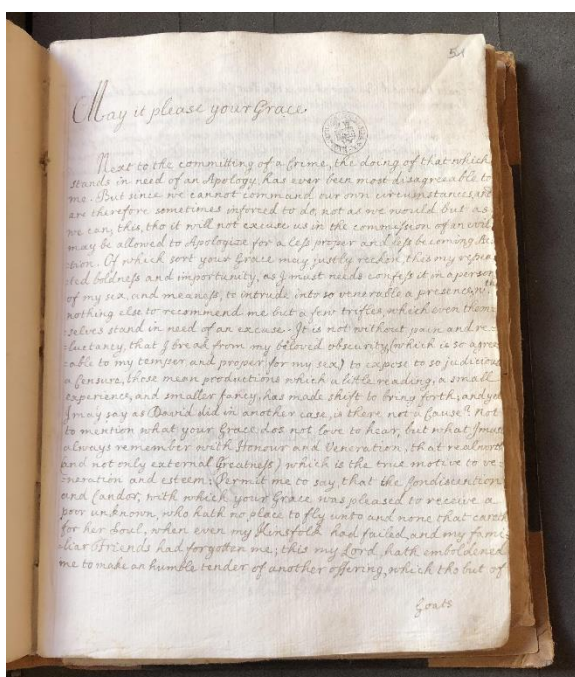 51
May it please your Grace
Next to the committing of a Crime, the doing of that which
stands in need of an Apology, has ever been most disagreeable to
me. But since we cannot command our own circumstances, and
are therefore sometimes inforced to do, not as we would but as
we can, this, tho it will not excuse us in the commission of an evil,
may be allowed to Apologize for a less proper and less becoming Ac
:tion. Of which sort your Grace may justly reckon, this my repea
:ted boldness and importunity, as I must needs confess it in a person
of my sex, and meaness, to intrude into so venerable a presence, wth
nothing else to recommend me but a few trifles, which even them
:selves stand in need of an excuse. It is not without pain and re
:luctancy, that I break from my beloved obscurity, (which is so agree
:able to my temper and proper for my sex,) to expose to so judicious
a Censure, those mean productions which a little reading, a small
experience, and smaller fancy, has made shift to bring forth, and yet
I may say as David did in another case, is there not a Cause? Not
to mention what your Grace dos not love to hear, but what I must
always remember with Honour and Veneration, that real worth
(and not only external Greatness) which is the true motive to ve
:neration and esteem; Permit me to say, that the Condiscention
and Candor, with which your Grace was pleased to receive a
poor unknown, who hath no place to fly unto and none that careth
for her Soul, when even my Kinsfolk had failed, and my fami
:liar Friends had forgotten me; this my Lord, hath emboldened
me to make an humble tender of another offering, which tho but of
Goats